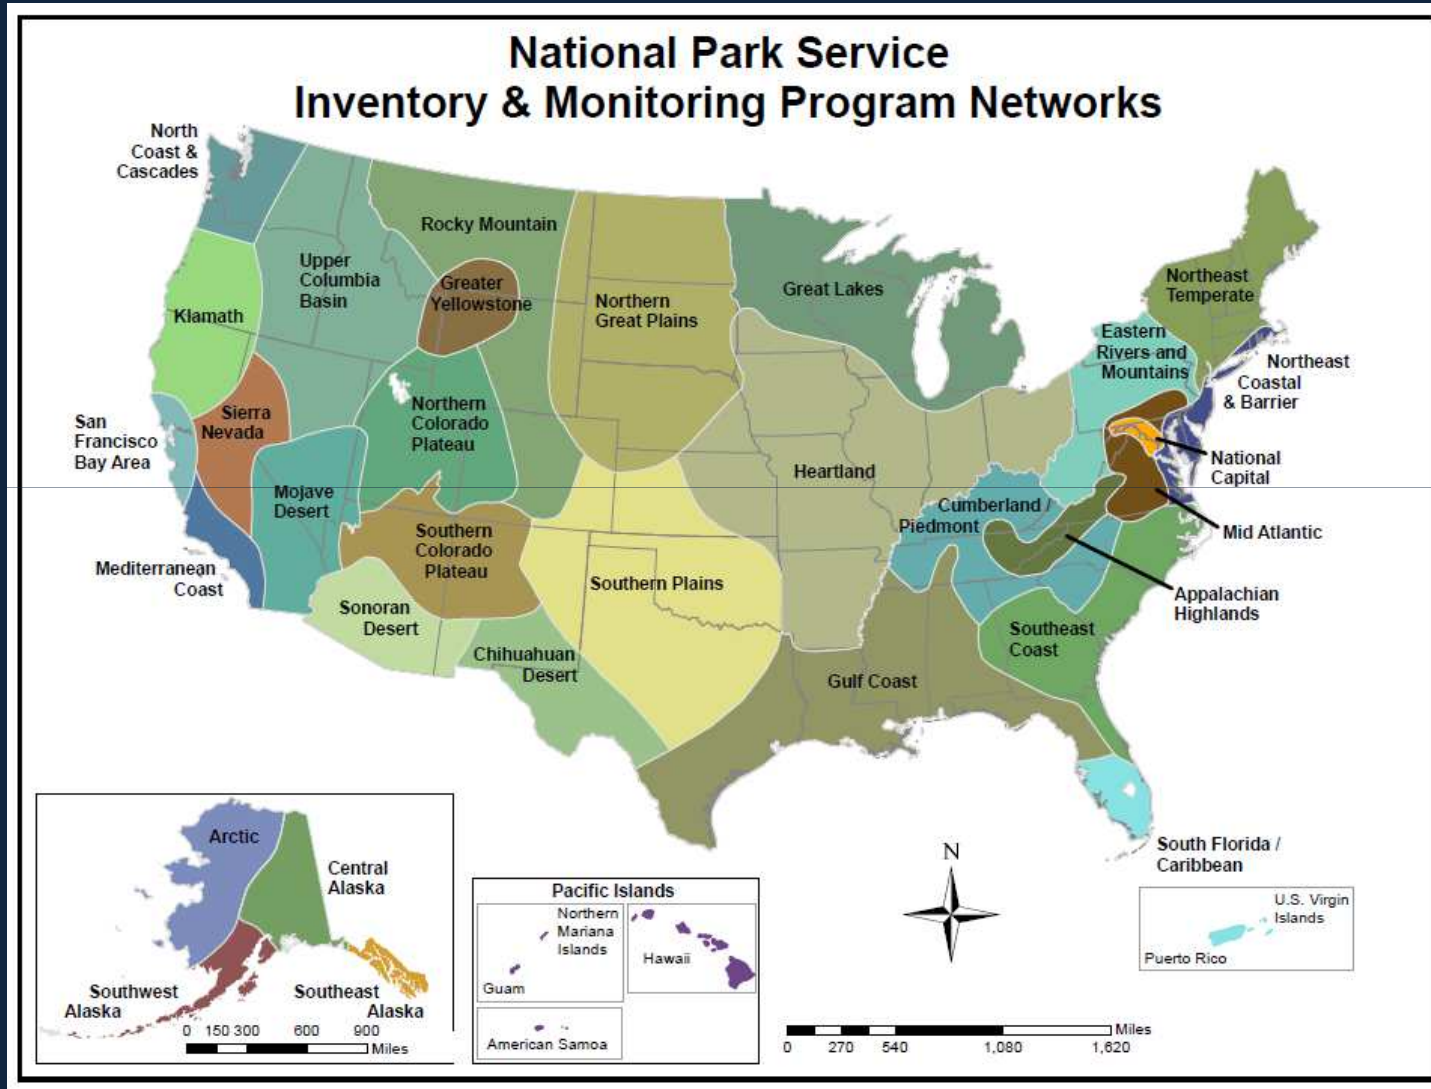 National Park Service
Inventory & Monitoring Program Networks
North
Coast &
Cascades
Rocky Mountain
Upper
Columbia
Basin
Greater
Yellowstone
Northern
Great Plains
Great Lakes
Northeast
Temperate
Klamath
Eastern
Rivers and
Mountains
Northeast
Coastal
& Barrier
San
Francisco
Bay Area
Sierra
Nevada
Northern
Colorado
Plateau
Heartland
National
Capital
Mojave
Desert
Cumberland /
Piedmont
Mid Atlantic
Mediterranean
Coast
Southern
Colorado
Plateau
Southern Plains
Appalachian
Highlands
Sonoran
Desert
Chihuahuan
Desert
Southeast
Coast
Gulf Coast
South Florida /
Caribbean
Arctic
Central
Alaska
Southwest
Alaska
Southeast
Alaska
0 150 300 600 900
Miles
Pacific Islands
Northern
Mariana
Islands
Guam
Hawaii
American Samoa
N
U.S. Virgin
Islands
Puerto Rico
Miles
0 270 540 1,080 1,620